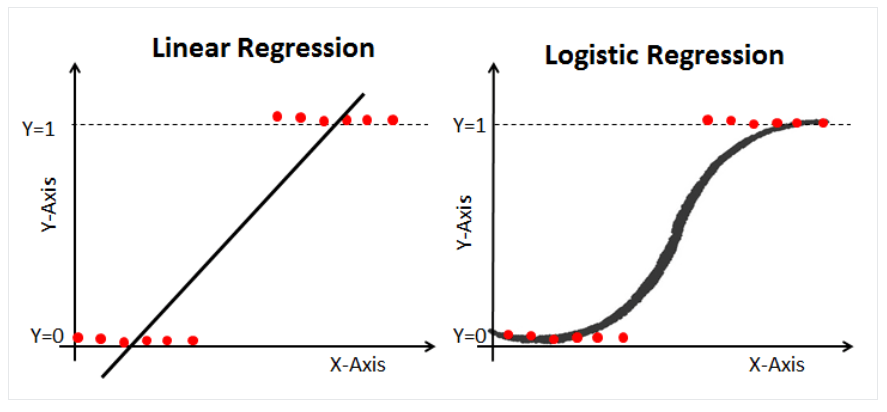 Linear Regression
Y=1
Y-Axis
Y=0
X-Axis
Logistic Regression
Y=1
Y-Axis
Y=0
X-Axis